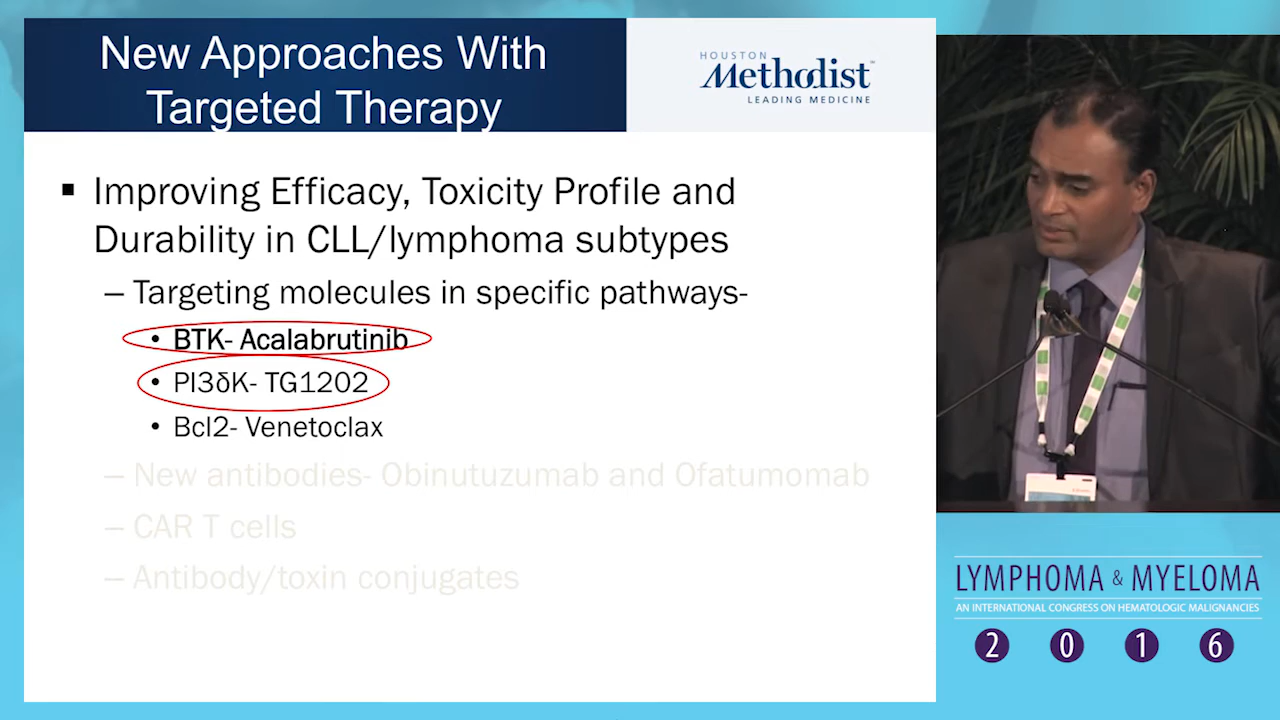 New Approaches With
Targeted Therapy
HOUSTON
Methodist
LEADING MEDICINE
▪ Improving Efficacy, Toxicity Profile and
Durability in CLL/lymphoma subtypes
– Targeting molecules in specific pathways-
• BTK- Acalabrutinib
• PI3δK- TG1202
• Bcl2- Venetoclax
– New antibodies- Obinutuzumab and Ofatumomab
– CAR T cells
– Antibody/toxin conjugates
LYMPHOMA & MYELOMA
AN INTERNATIONAL CONGRESS ON HEMATOLOGIC MALIGNANCIES
2 0 1 6